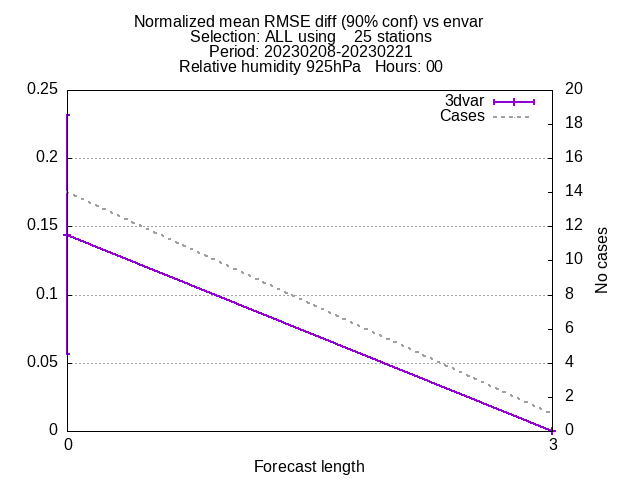 Normalized mean RMSE diff (90% conf) vs envar
Selection: ALL using    25 stations
Period: 20230208-20230221
Relative humidity 925hPa   Hours: 00
3dvar
Cases
0.25
0.2
0.15
0.1
0.05
0
20
18
16
14
12
10
8
6
4
2
0
No cases
0
3
Forecast length